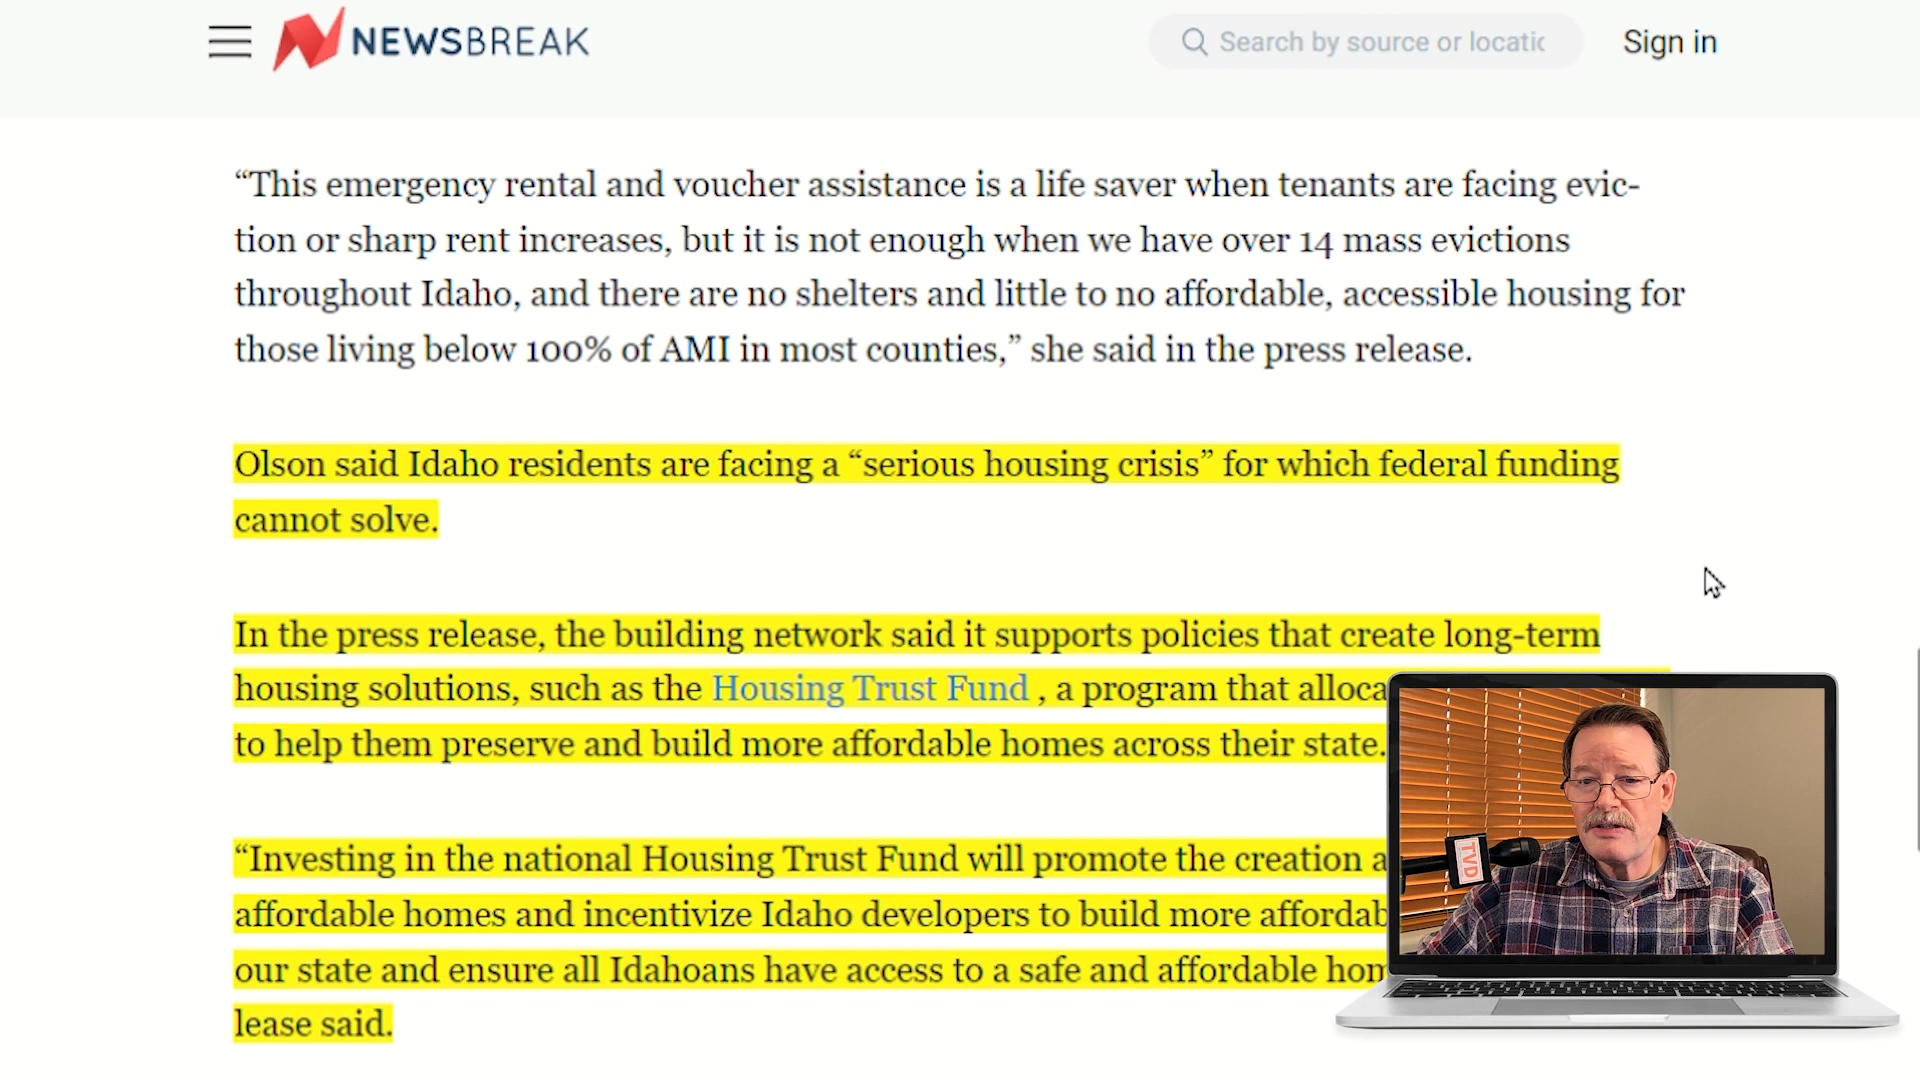 NEWSBREAK
Search by source or locatic
Sign in
“This emergency rental and voucher assistance is a life saver when tenants are facing evic-
tion or sharp rent increases, but it is not enough when we have over 14 mass evictions
throughout Idaho, and there are no shelters and little to no affordable, accessible housing for
those living below 100% of AMI in most counties,” she said in the press release.
Olson said Idaho residents are facing a “serious housing crisis” for which federal funding
cannot solve.
In the press release, the building network said it supports policies that create long-term
housing solutions, such as the Housing Trust Fund , a program that alloca
to help them preserve and build more affordable homes across their state.
“Investing in the national Housing Trust Fund will promote the creation a
affordable homes and incentivize Idaho developers to build more affordab
our state and ensure all Idahoans have access to a safe and affordable hom
lease said.
TVD